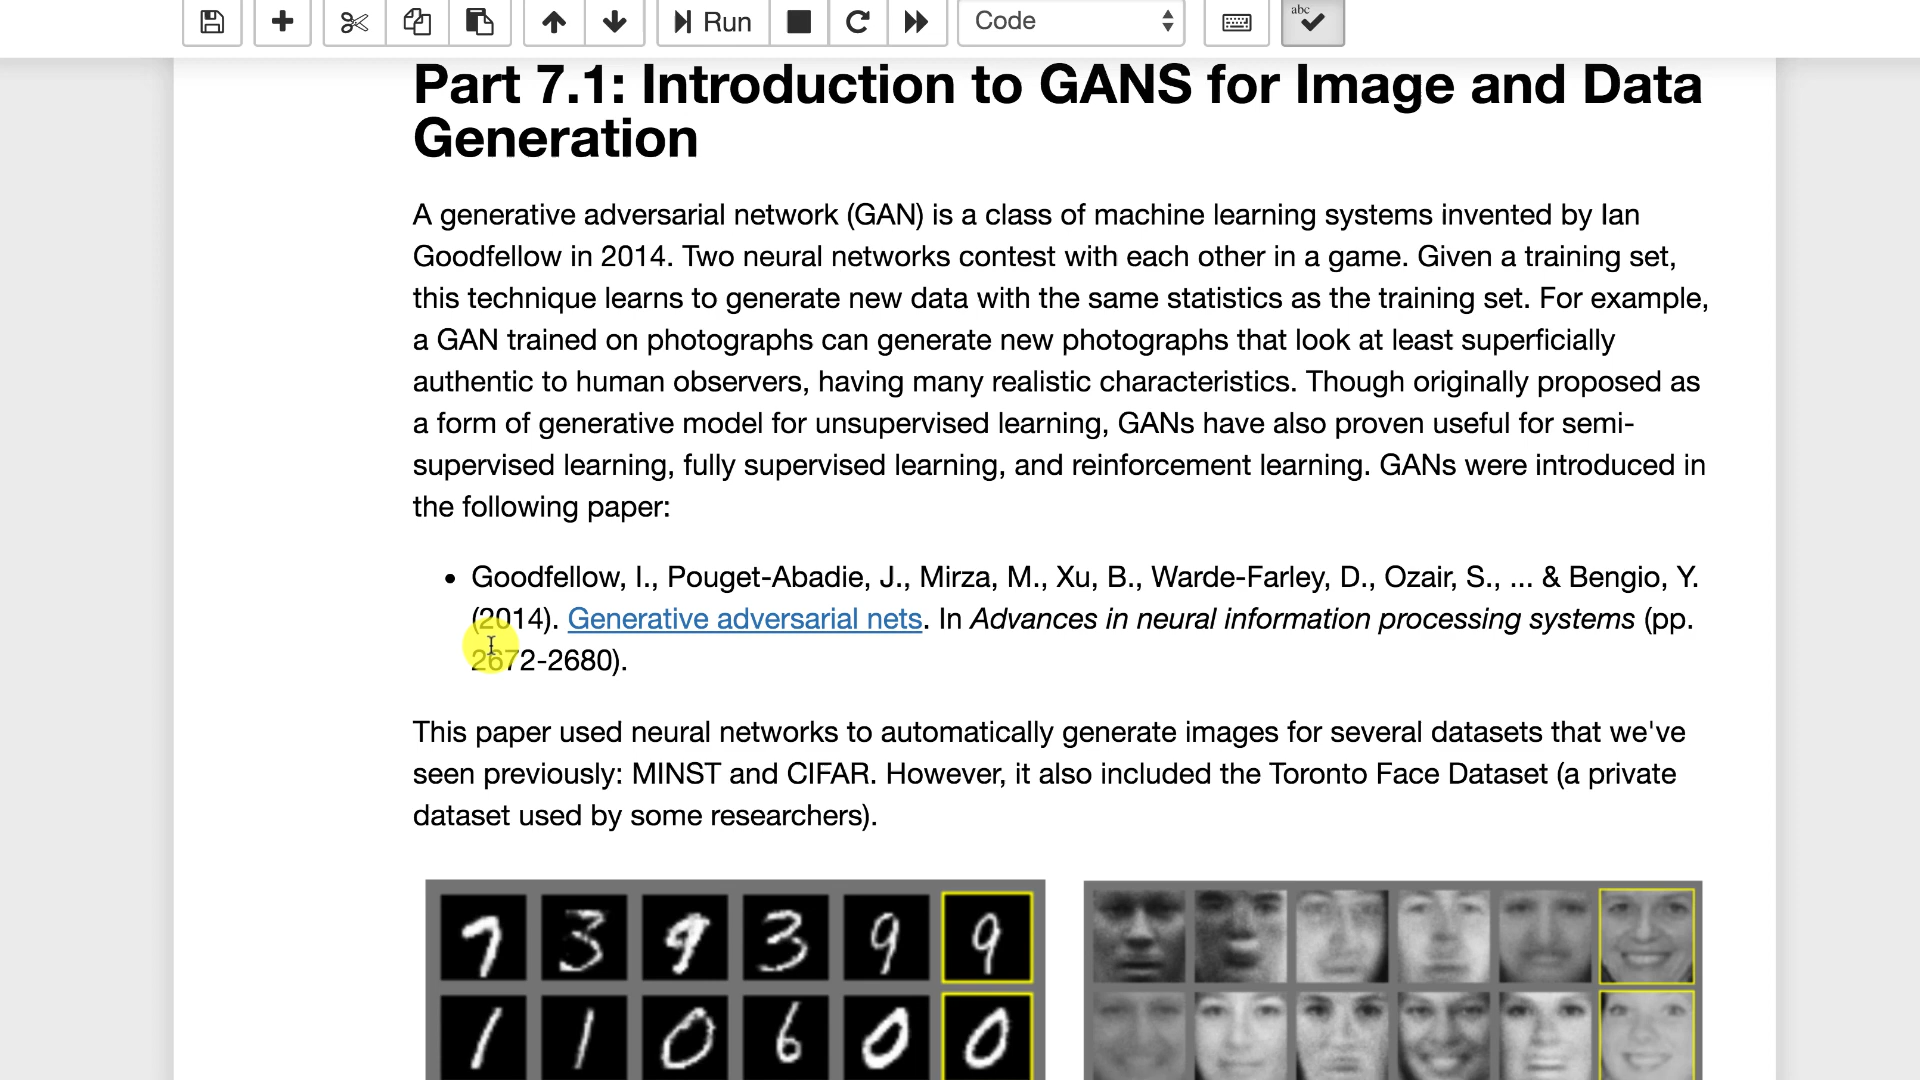 Run
Code
abc
Part 7.1: Introduction to GANS for Image and Data
Generation
A generative adversarial network (GAN) is a class of machine learning systems invented by Ian
Goodfellow in 2014. Two neural networks contest with each other in a game. Given a training set,
this technique learns to generate new data with the same statistics as the training set. For example,
a GAN trained on photographs can generate new photographs that look at least superficially
authentic to human observers, having many realistic characteristics. Though originally proposed as
a form of generative model for unsupervised learning, GANs have also proven useful for semi-
supervised learning, fully supervised learning, and reinforcement learning. GANs were introduced in
the following paper:
• Goodfellow, I., Pouget-Abadie, J., Mirza, M., Xu, B., Warde-Farley, D., Ozair, S., ... & Bengio, Y.
(2014). Generative adversarial nets. In Advances in neural information processing systems (pp.
2672-2680).
This paper used neural networks to automatically generate images for several datasets that we've
seen previously: MINST and CIFAR. However, it also included the Toronto Face Dataset (a private
dataset used by some researchers).
7 3 9 3 9 9
1 1 0 6 0 0